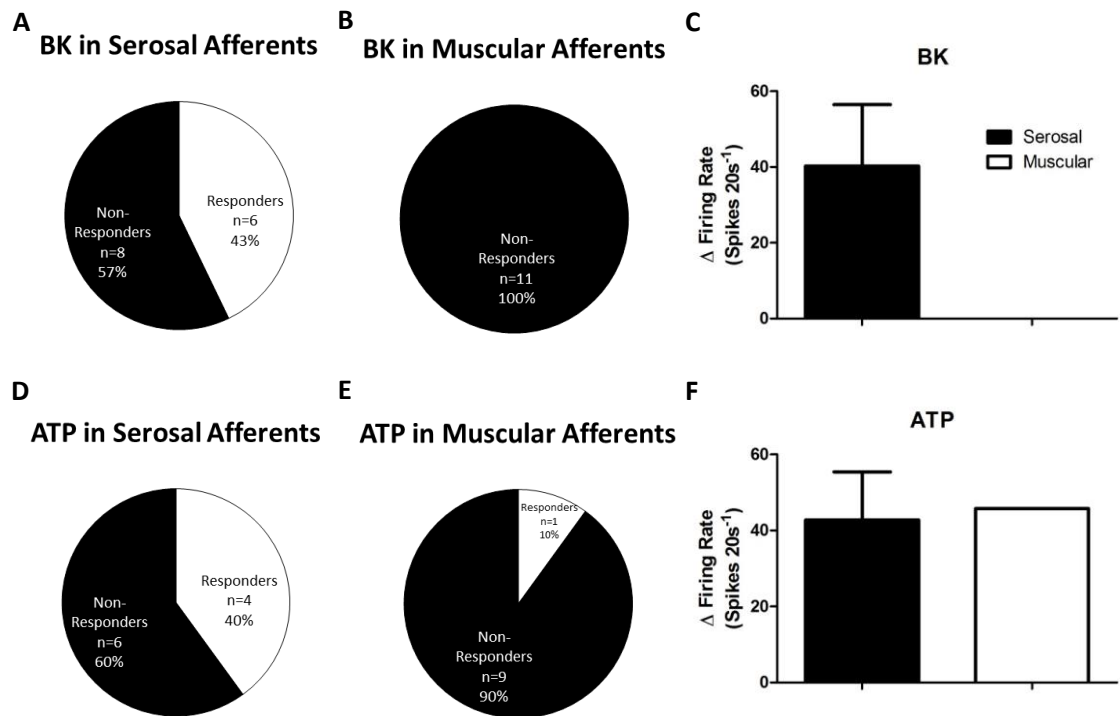 A
BK in Serosal Afferents
Non-
Responders
n=8
57%
Responders
n=6
43%
B
BK in Muscular Afferents
Non-
Responders
n=11
100%
C
BK
Δ Firing Rate
(Spikes 20s⁻¹)
60
40
20
0
Serosal
Muscular
D
ATP in Serosal Afferents
Non-
Responders
n=6
60%
Responders
n=4
40%
E
ATP in Muscular Afferents
Responders
n=1
10%
Non-
Responders
n=9
90%
F
ATP
Δ Firing Rate
(Spikes 20s⁻¹)
60
40
20
0